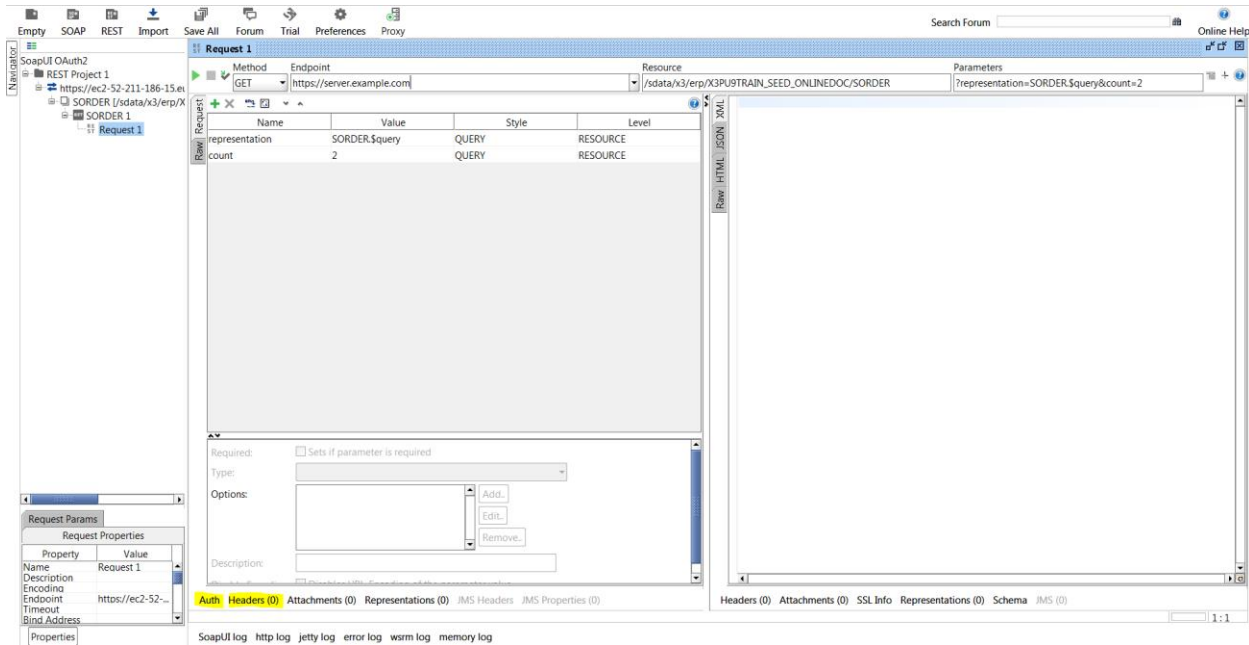 Empty SOAP REST Import Save All Forum Trial Preferences Proxy
Search Forum
Online Help
Navigator
SoapUI OAuth2
REST Project 1
https://ec2-52-211-186-15.eu
SORDER [/sdata/x3/erp/X
SORDER 1
Request 1
Request 1
Method Endpoint Resource Parameters
GET https://server.example.com /sdata/x3/erp/X3PU9TRAIN_SEED_ONLINEDOC/SORDER ?representation=SORDER.$query&count=2
Request
Raw
Name Value Style Level
representation SORDER.$query QUERY RESOURCE
count 2 QUERY RESOURCE
Required: Sets if parameter is required
Type:
Options: Add..
Edit..
Remove..
Description:
Auth Headers (0) Attachments (0) Representations (0) JMS Headers JMS Properties (0)
XML
JSON
HTML
Raw
Headers (0) Attachments (0) SSL Info Representations (0) Schema JMS (0)
1:1
Request Params
Request Properties
Property Value
Name Request 1
Description
Encoding
Endpoint https://ec2-52-...
Timeout
Bind Address
Properties
SoapUI log http log jetty log error log wsrm log memory log